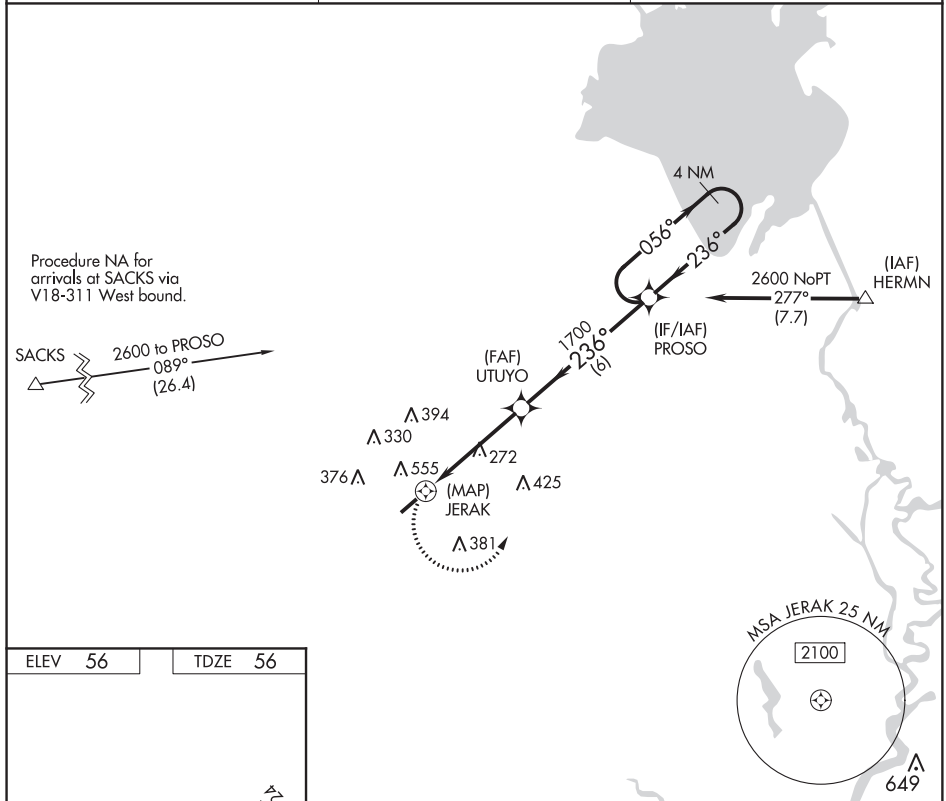 4 NM
056°
236°
Procedure NA for
arrivals at SACKS via
V18-311 West bound.
(IAF)
HERMN
2600 NoPT
277°
(7.7)
(IF/IAF)
PROSO
SACKS
2600 to PROSO
089°
(26.4)
1700
236°
(6)
(FAF)
UTUYO
394
330
272
376
555
425
(MAP)
JERAK
381
MSA JERAK 25 NM
2100
649
ELEV 56
TDZE 56
24